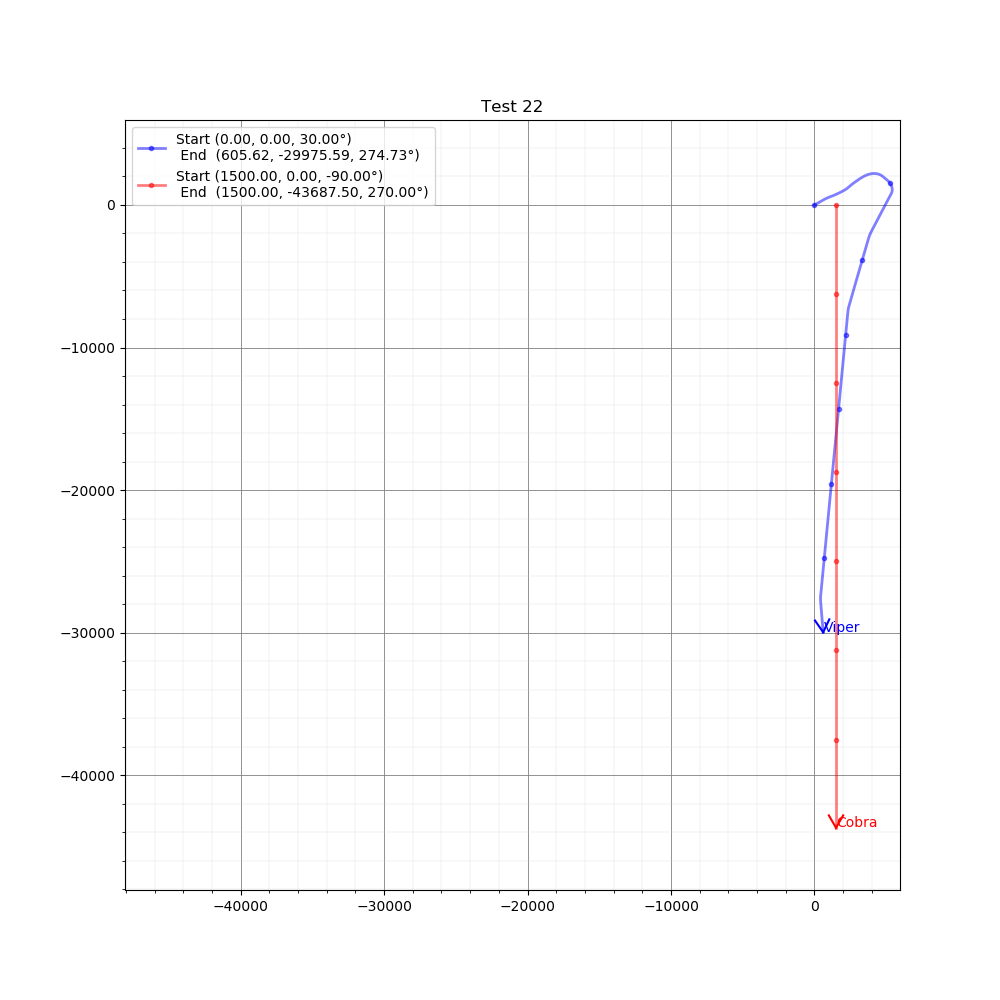 Test 22
Start (0.00, 0.00, 30.00°)
End  (605.62, -29975.59, 274.73°)
Start (1500.00, 0.00, -90.00°)
End  (1500.00, -43687.50, 270.00°)
0
−10000
−20000
−30000
−40000
Viper
Cobra
−40000
−30000
−20000
−10000
0